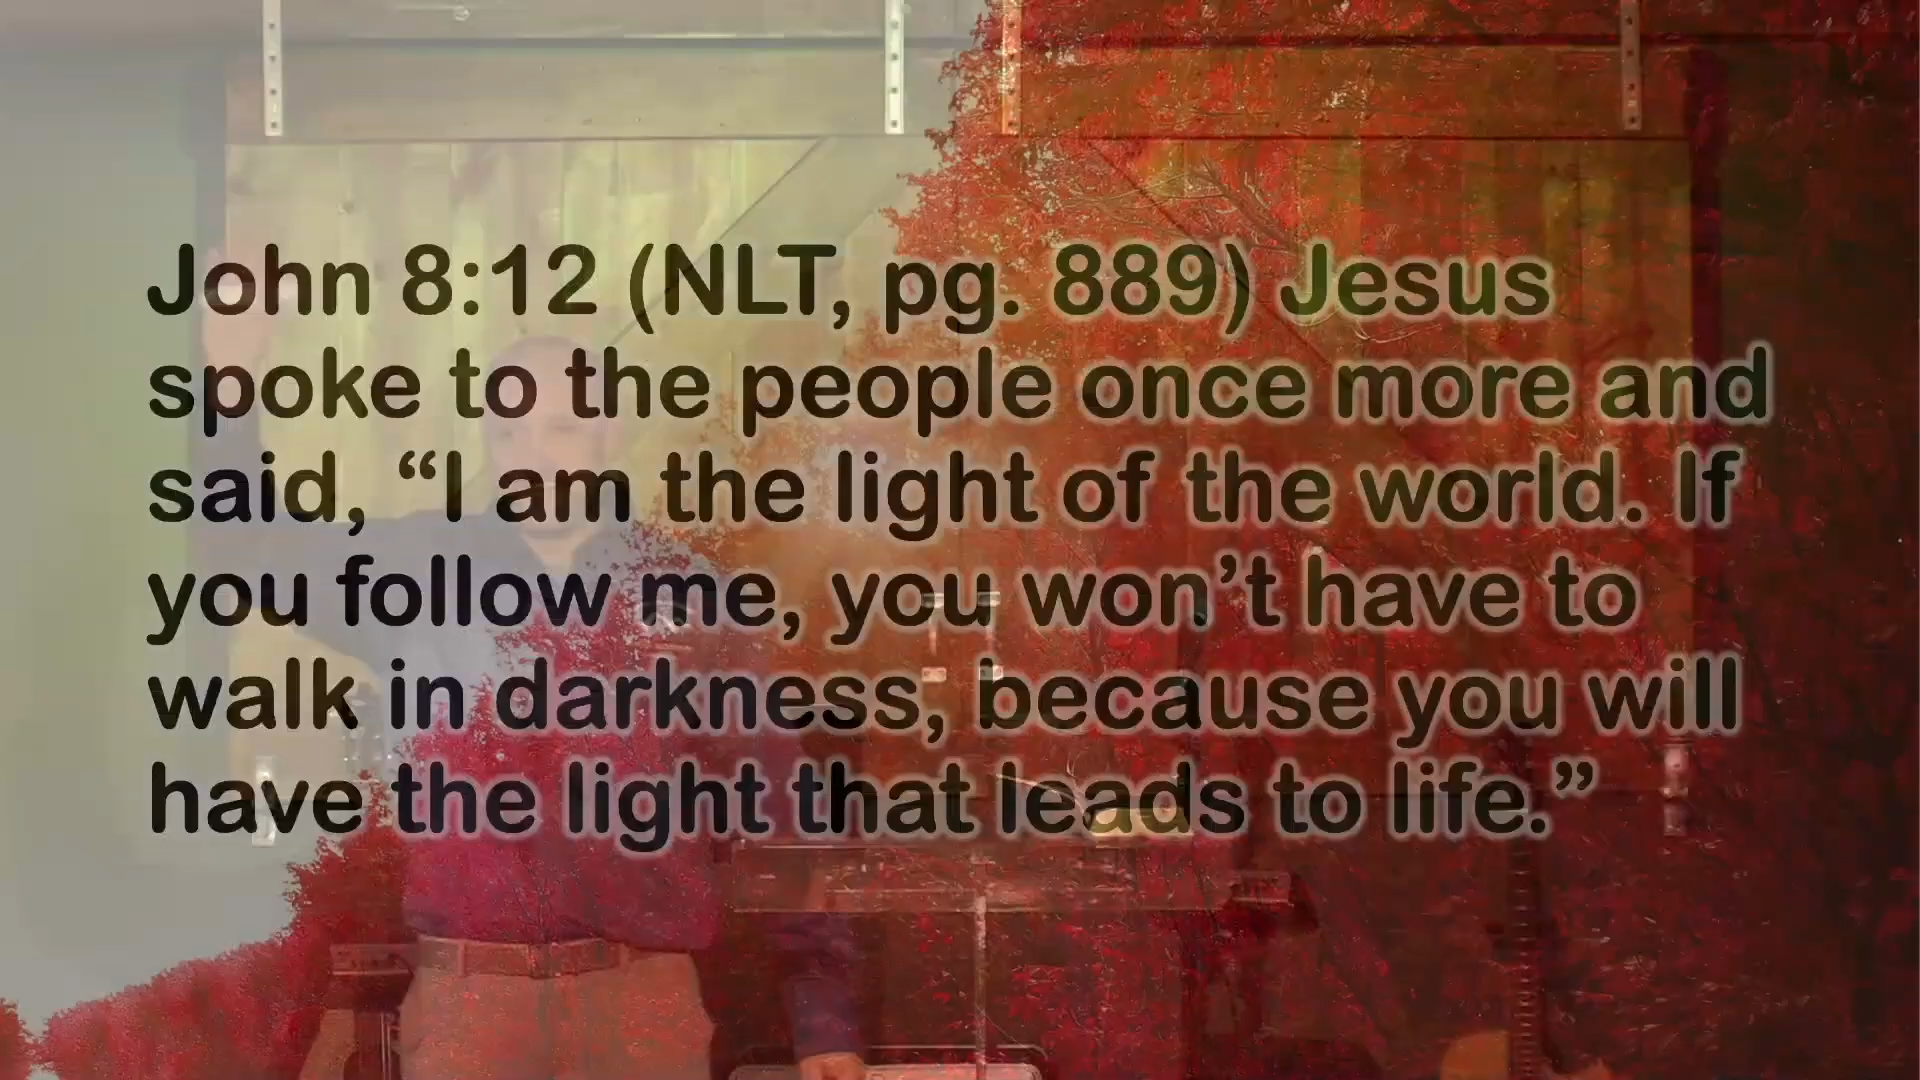 John 8:12 (NLT, pg. 889) Jesus
spoke to the people once more and
said, “I am the light of the world. If
you follow me, you won’t have to
walk in darkness, because you will
have the light that leads to life.”